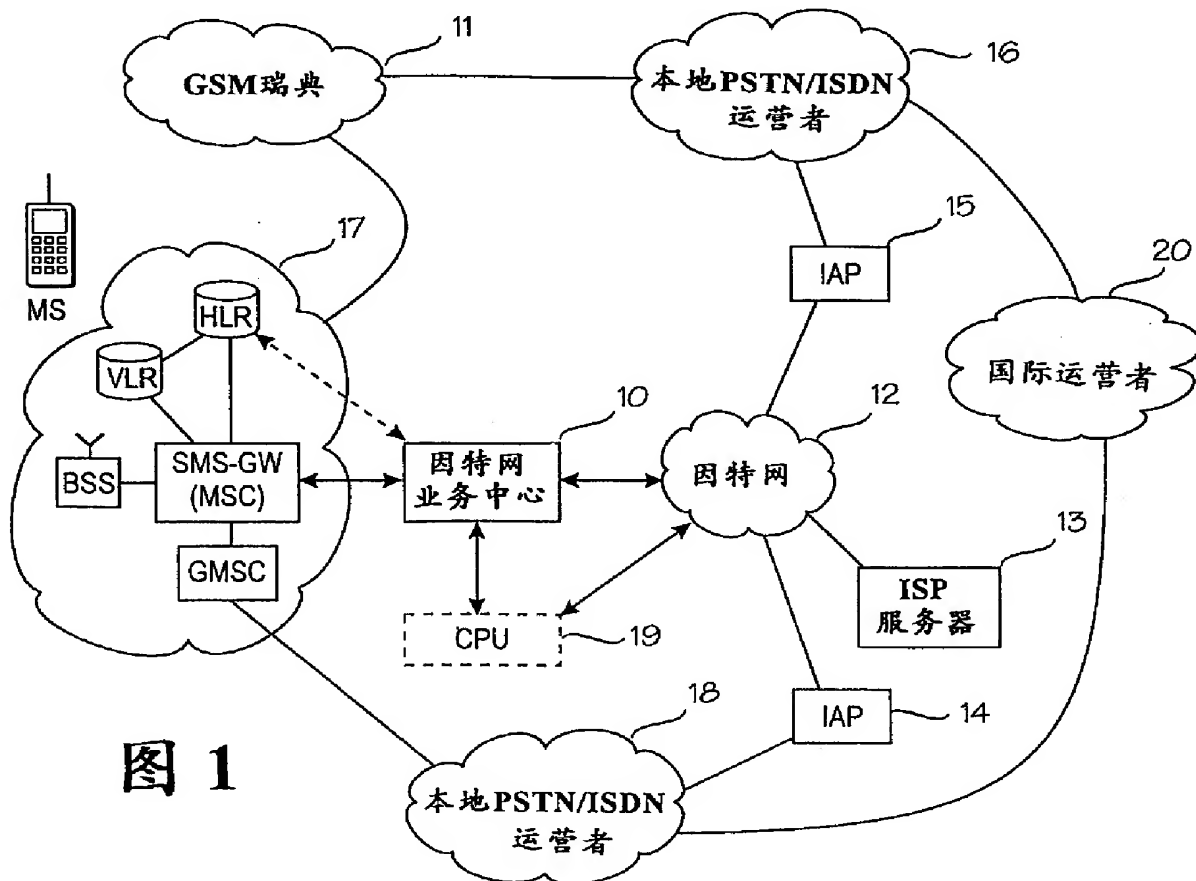 11
GSM瑞典
本地PSTN/ISDN
运营者
16
MS
17
15
IAP
20
国际运营者
HLR
VLR
BSS
SMS-GW
(MSC)
GMSC
10
因特网
业务中心
12
因特网
13
ISP
服务器
CPU
19
IAP
14
18
本地PSTN/ISDN
运营者
图 1